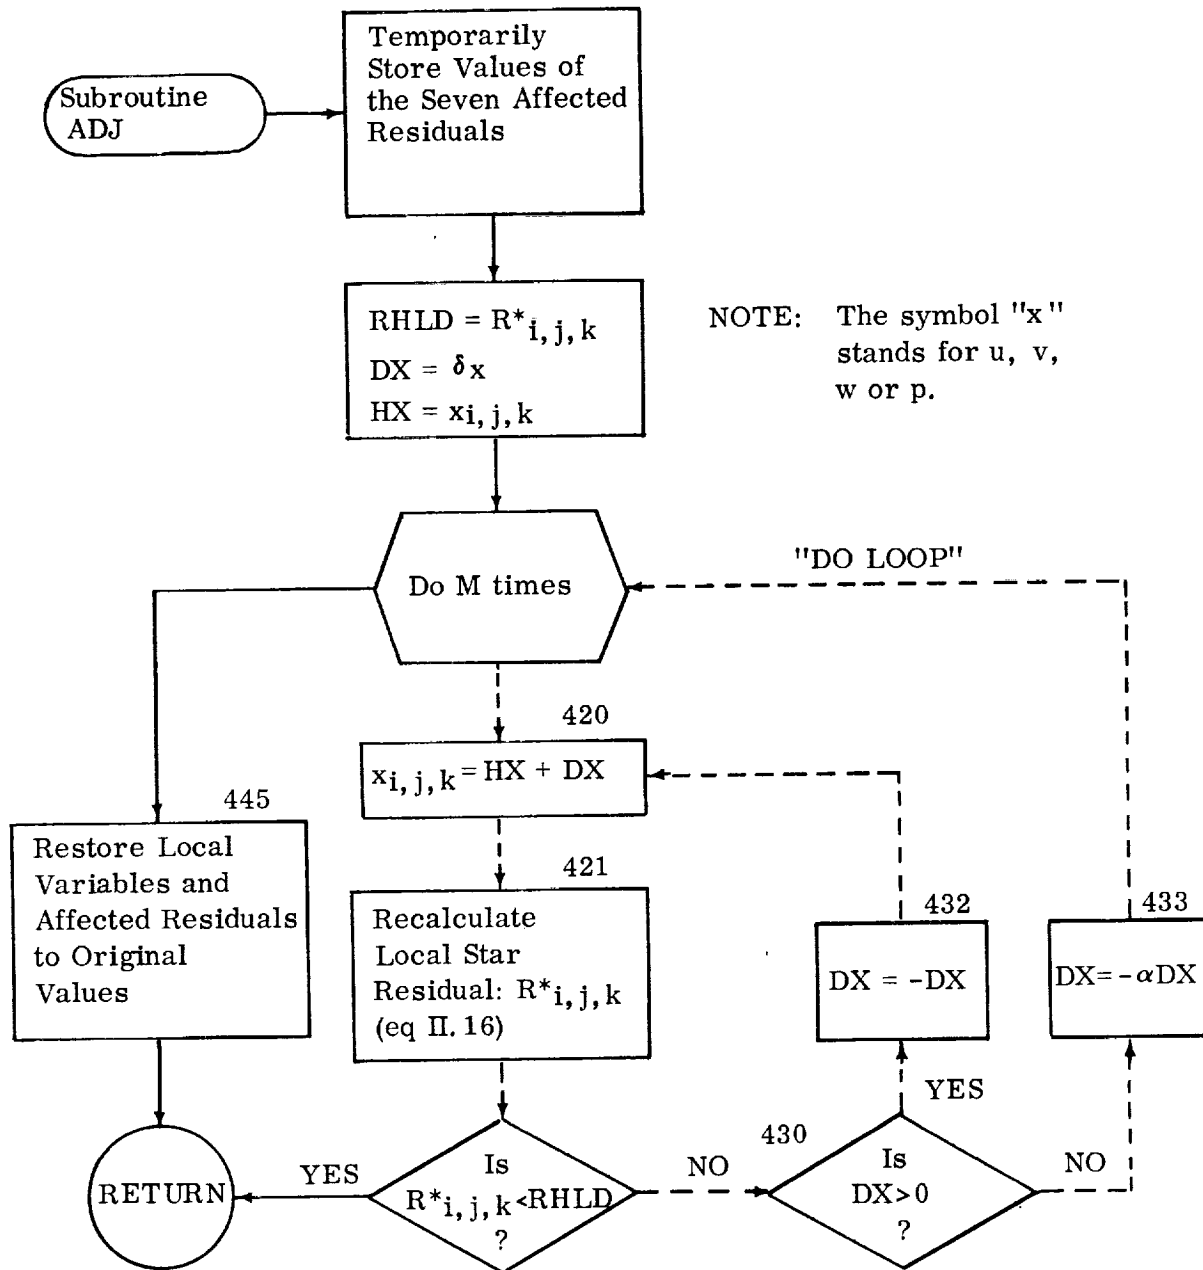 Subroutine
ADJ
Temporarily
Store Values of
the Seven Affected
Residuals
RHLD = R*i, j, k
DX = δx
HX = xi, j, k
NOTE: The symbol "x"
stands for u, v,
w or p.
Do M times
"DO LOOP"
420
xi, j, k = HX + DX
445
Restore Local
Variables and
Affected Residuals
to Original
Values
421
Recalculate
Local Star
Residual: R*i, j, k
(eq II. 16)
432
DX = -DX
433
DX=-αDX
YES
RETURN
YES
Is
R*i, j, k<RHLD
?
NO
430
Is
DX>0
?
NO